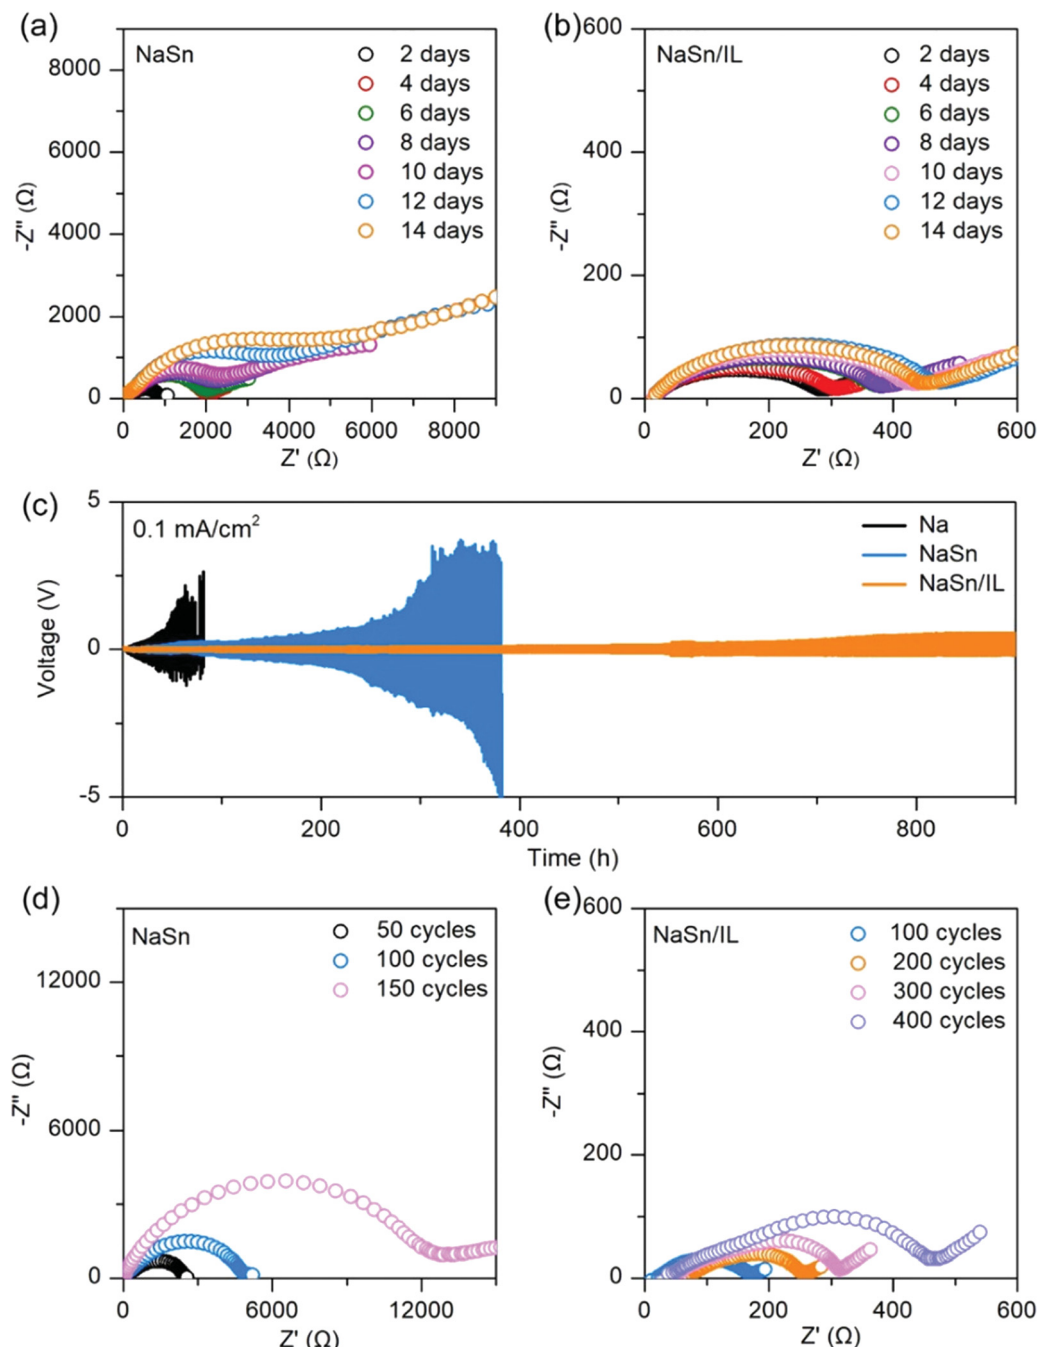 (a)
NaSn
2 days
4 days
6 days
8 days
10 days
12 days
14 days
8000
6000
4000
2000
0
-Z" (Ω)
0 2000 4000 6000 8000
Z' (Ω)
(b)
NaSn/IL
2 days
4 days
6 days
8 days
10 days
12 days
14 days
600
400
200
0
-Z" (Ω)
0 200 400 600
Z' (Ω)
(c)
0.1 mA/cm²
Na
NaSn
NaSn/IL
5
0
-5
Voltage (V)
0 200 400 600 800
Time (h)
(d)
NaSn
50 cycles
100 cycles
150 cycles
12000
6000
0
-Z" (Ω)
0 6000 12000
Z' (Ω)
(e)
NaSn/IL
100 cycles
200 cycles
300 cycles
400 cycles
600
400
200
0
-Z" (Ω)
0 200 400 600
Z' (Ω)